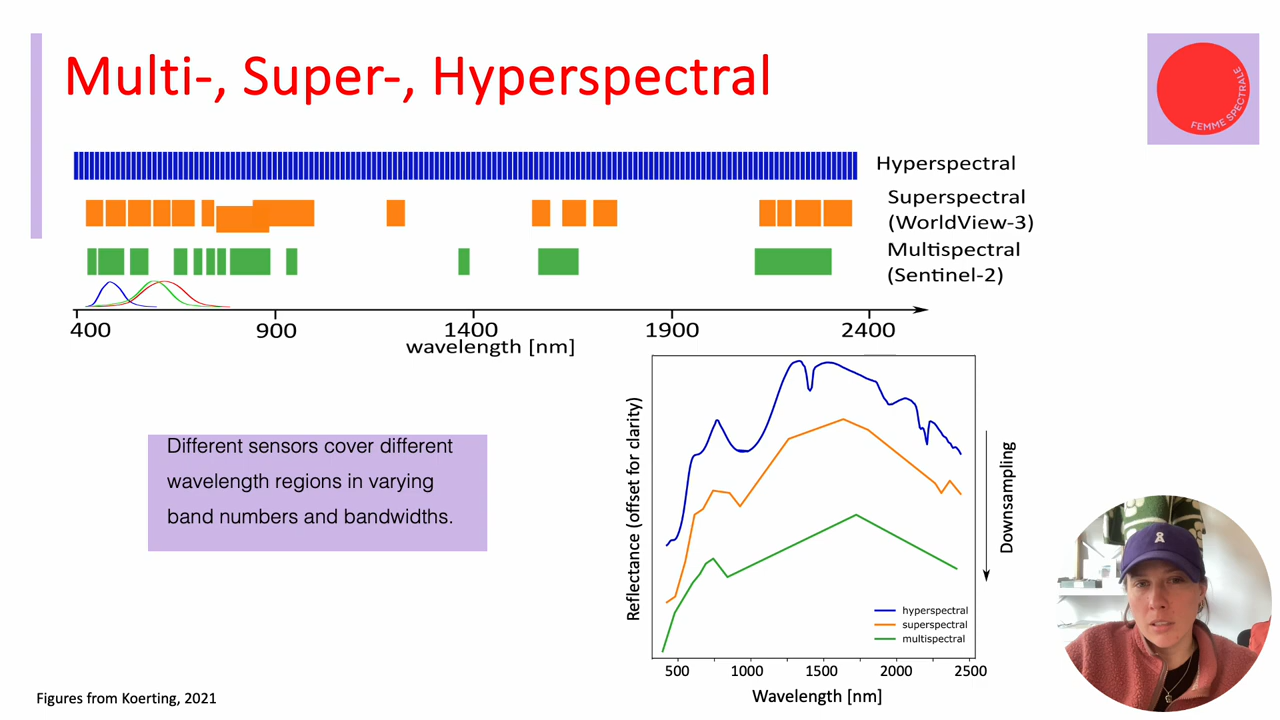 Multi-, Super-, Hyperspectral
FEMME SPECTRALE
Hyperspectral
Superspectral
(WorldView-3)
Multispectral
(Sentinel-2)
400 900 1400 1900 2400
wavelength [nm]
Different sensors cover different
wavelength regions in varying
band numbers and bandwidths.
Reflectance (offset for clarity)
hyperspectral
superspectral
multispectral
500 1000 1500 2000 2500
Wavelength [nm]
Downsampling
Figures from Koerting, 2021